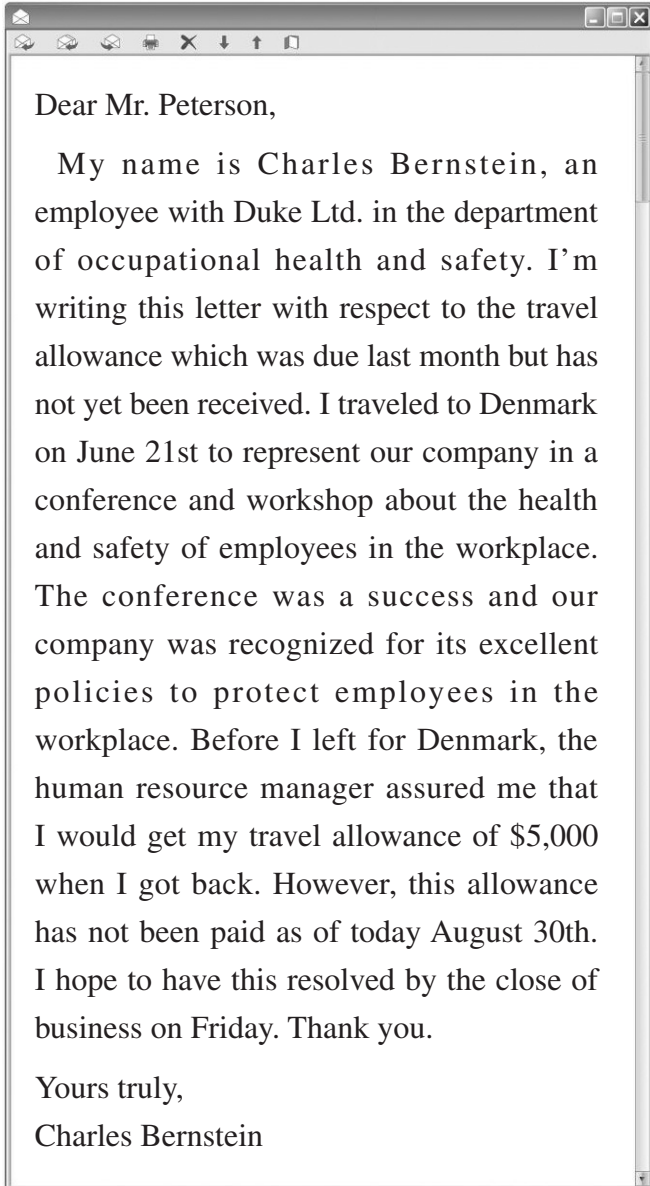 Dear Mr. Peterson,
My name is Charles Bernstein, an
employee with Duke Ltd. in the department
of occupational health and safety. I'm
writing this letter with respect to the travel
allowance which was due last month but has
not yet been received. I traveled to Denmark
on June 21st to represent our company in a
conference and workshop about the health
and safety of employees in the workplace.
The conference was a success and our
company was recognized for its excellent
policies to protect employees in the
workplace. Before I left for Denmark, the
human resource manager assured me that
I would get my travel allowance of $5,000
when I got back. However, this allowance
has not been paid as of today August 30th.
I hope to have this resolved by the close of
business on Friday. Thank you.
Yours truly,
Charles Bernstein